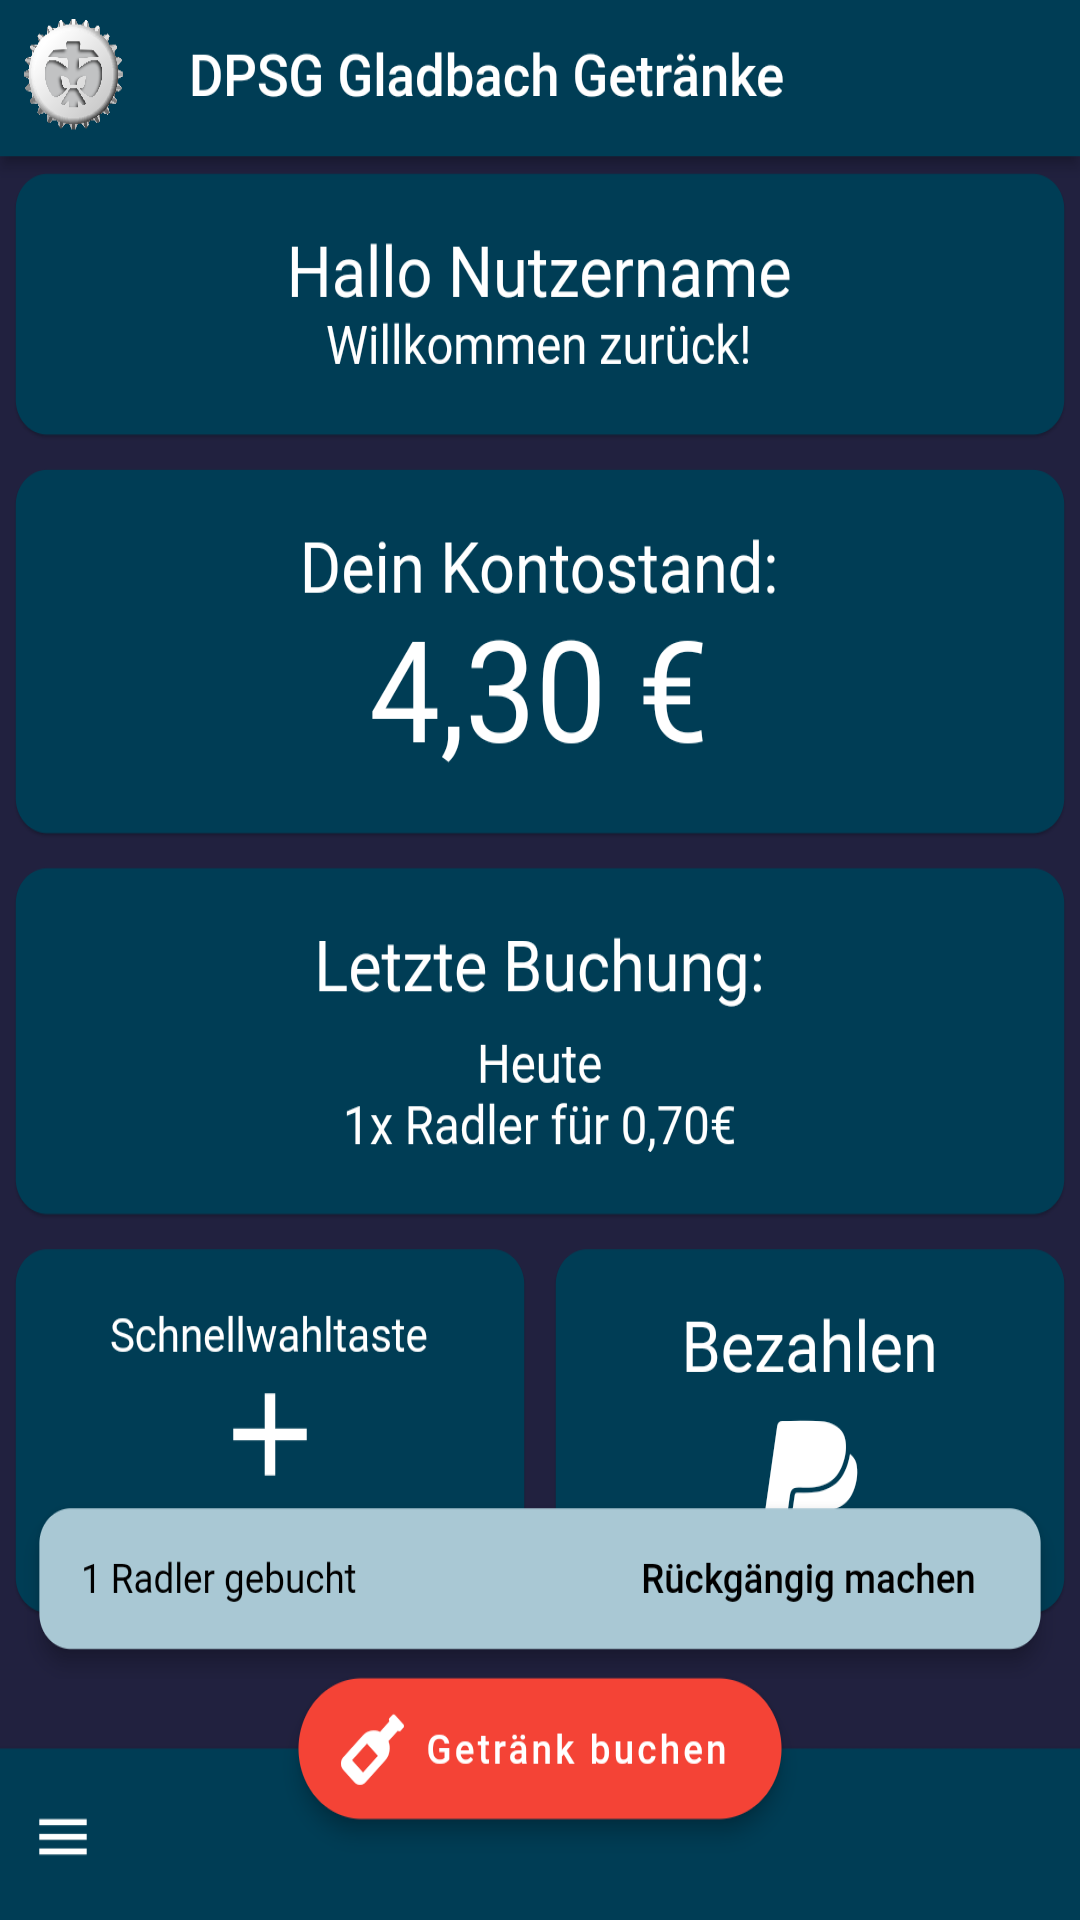 DPSG Gladbach Getränke
Hallo Nutzername
Willkommen zurück!
Dein Kontostand:
4,30 €
Letzte Buchung:
Heute
1x Radler für 0,70€
Schnellwahltaste
Bezahlen
1 Radler gebucht
Rückgängig machen
Getränk buchen